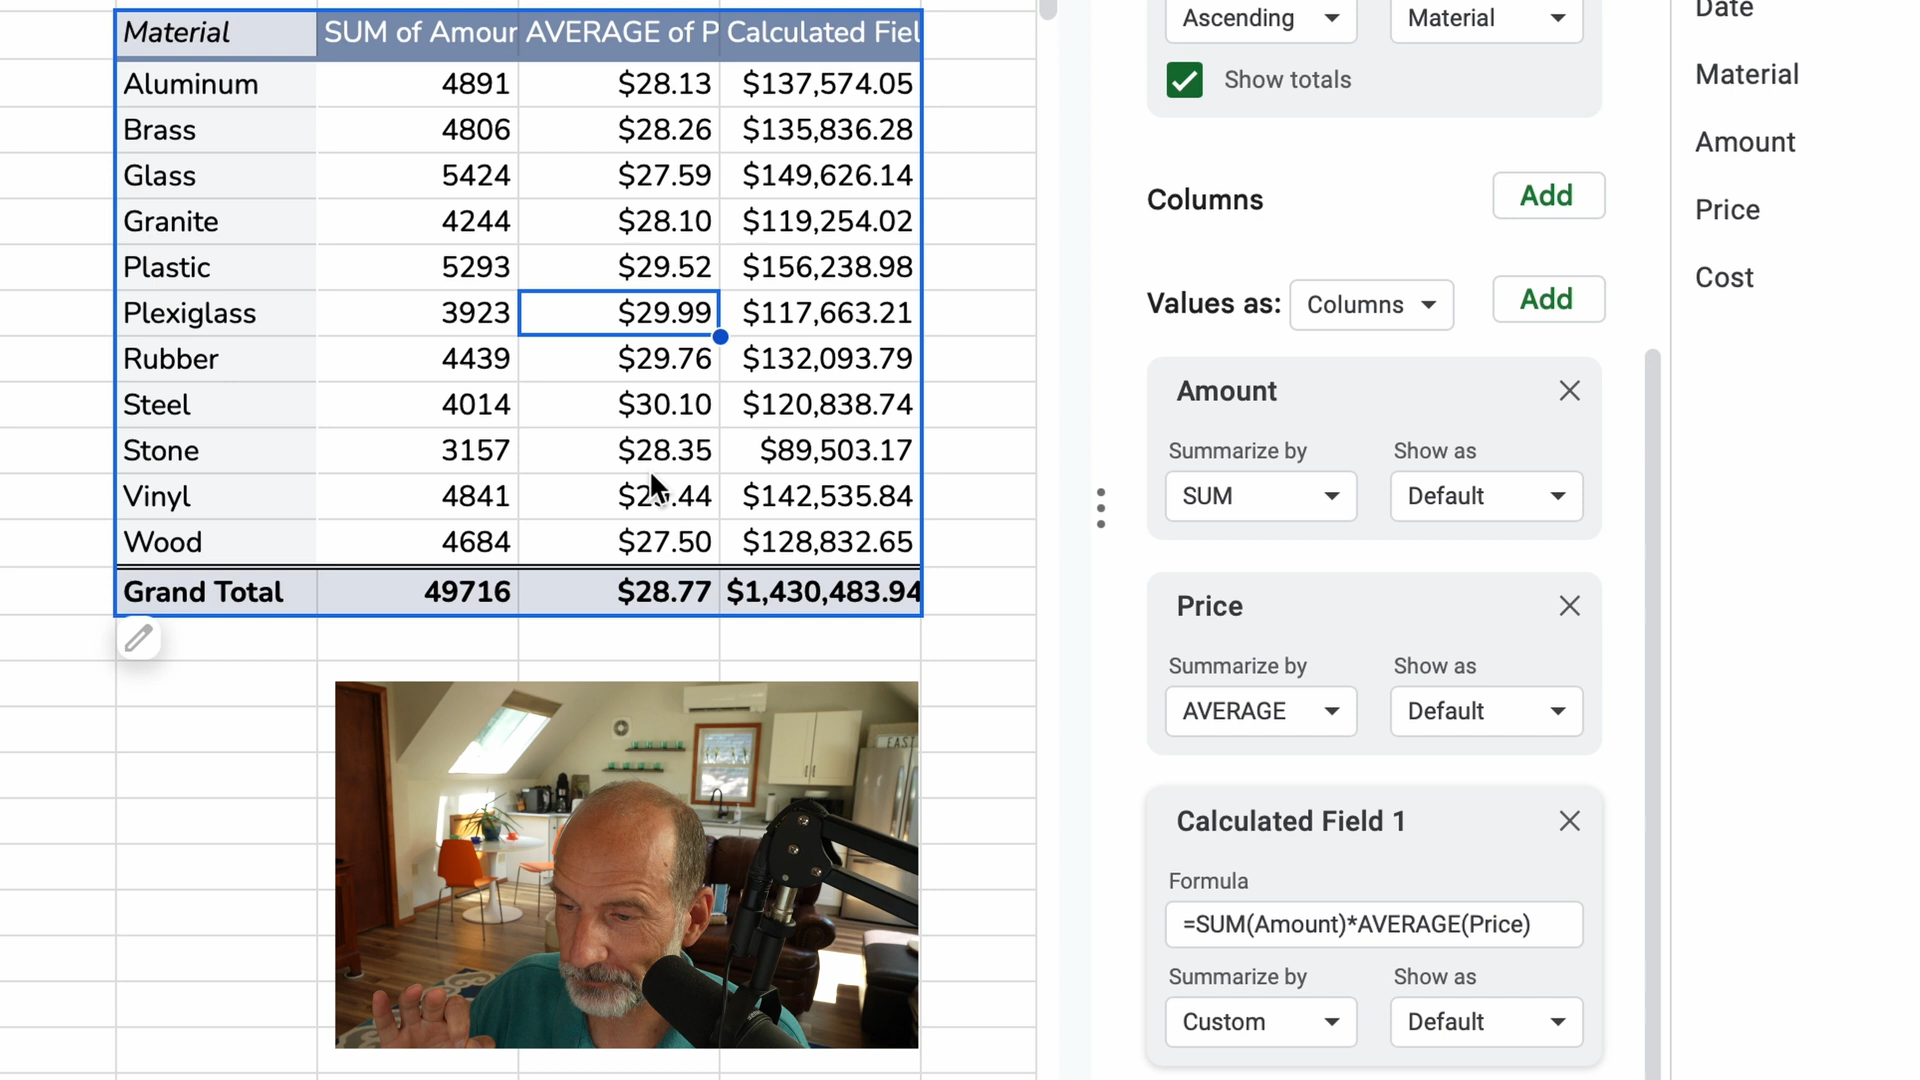 Material SUM of Amour AVERAGE of P Calculated Fiel
Aluminum 4891 $28.13 $137,574.05
Brass 4806 $28.26 $135,836.28
Glass 5424 $27.59 $149,626.14
Granite 4244 $28.10 $119,254.02
Plastic 5293 $29.52 $156,238.98
Plexiglass 3923 $29.99 $117,663.21
Rubber 4439 $29.76 $132,093.79
Steel 4014 $30.10 $120,838.74
Stone 3157 $28.35 $89,503.17
Vinyl 4841 $142,535.84
Wood 4684 $27.50 $128,832.65
Grand Total 49716 $28.77 $1,430,483.94
EAST
Ascending Material
Show totals
Columns Add
Values as: Columns Add
Amount
Summarize by Show as
SUM Default
Price
Summarize by Show as
AVERAGE Default
Calculated Field 1
Formula
=SUM(Amount)*AVERAGE(Price)
Summarize by Show as
Custom Default
Date
Material
Amount
Price
Cost